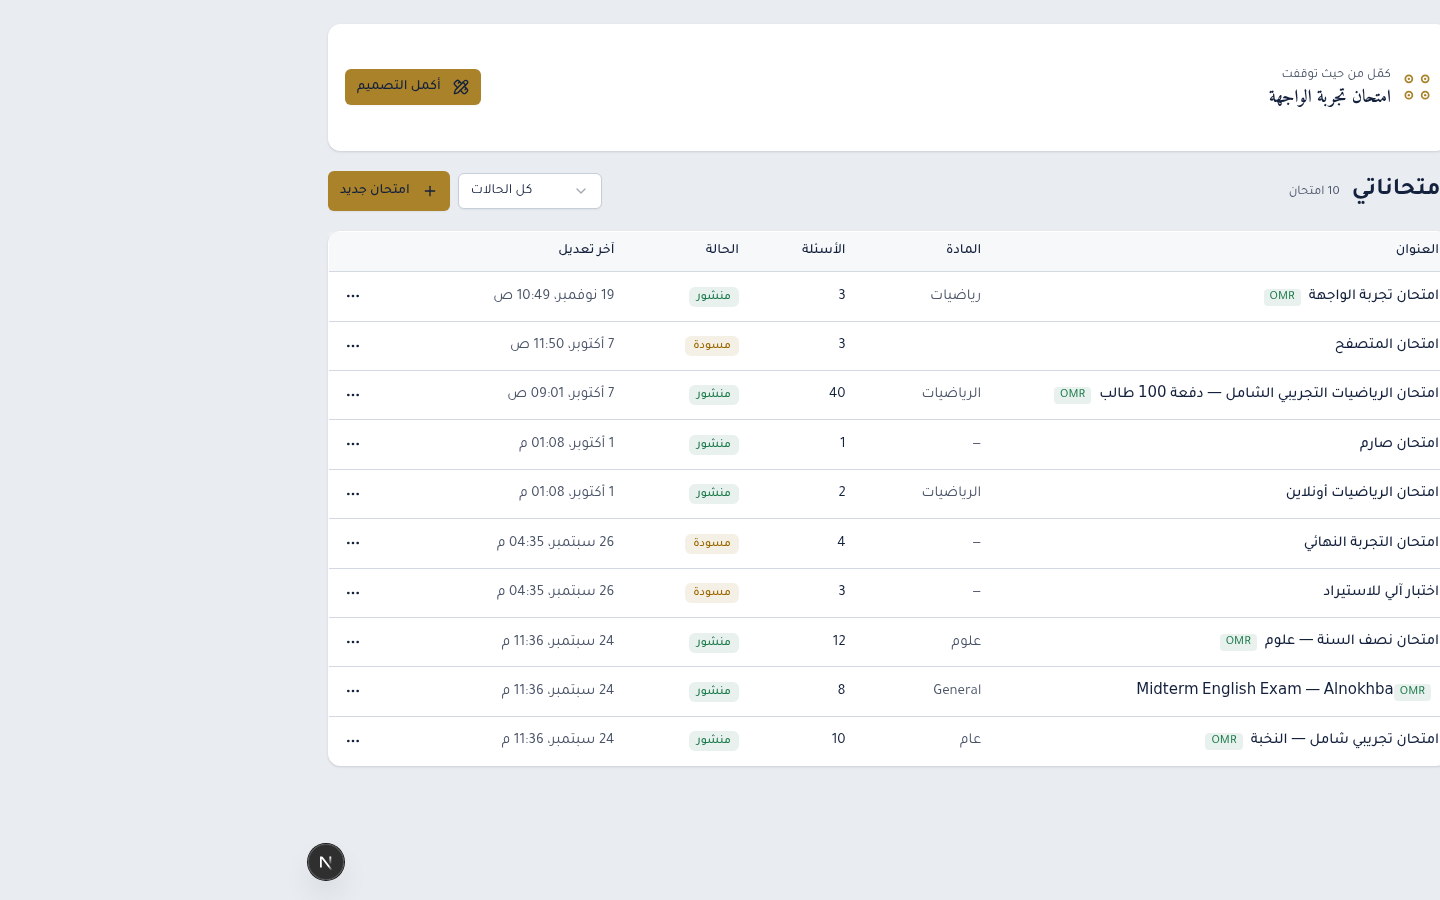 كمّل من حيث توقفت
امتحان تجربة الواجهة
أكمل التصميم
متحاناتي
10 امتحان
كل الحالات
امتحان جديد
العنوان المادة الأسئلة الحالة آخر تعديل
امتحان تجربة الواجهة OMR رياضيات 3 منشور 19 نوفمبر، 10:49 ص
امتحان المتصفح 3 مسودة 7 أكتوبر، 11:50 ص
امتحان الرياضيات التجريبي الشامل — دفعة 100 طالب OMR الرياضيات 40 منشور 7 أكتوبر، 09:01 ص
امتحان صارم – 1 منشور 1 أكتوبر، 01:08 م
امتحان الرياضيات أونلاين الرياضيات 2 منشور 1 أكتوبر، 01:08 م
امتحان التجربة النهائي – 4 مسودة 26 سبتمبر، 04:35 م
اختبار آلي للاستيراد – 3 مسودة 26 سبتمبر، 04:35 م
امتحان نصف السنة — علوم OMR علوم 12 منشور 24 سبتمبر، 11:36 م
Midterm English Exam — Alnokhba OMR General 8 منشور 24 سبتمبر، 11:36 م
امتحان تجريبي شامل — النخبة OMR عام 10 منشور 24 سبتمبر، 11:36 م
N